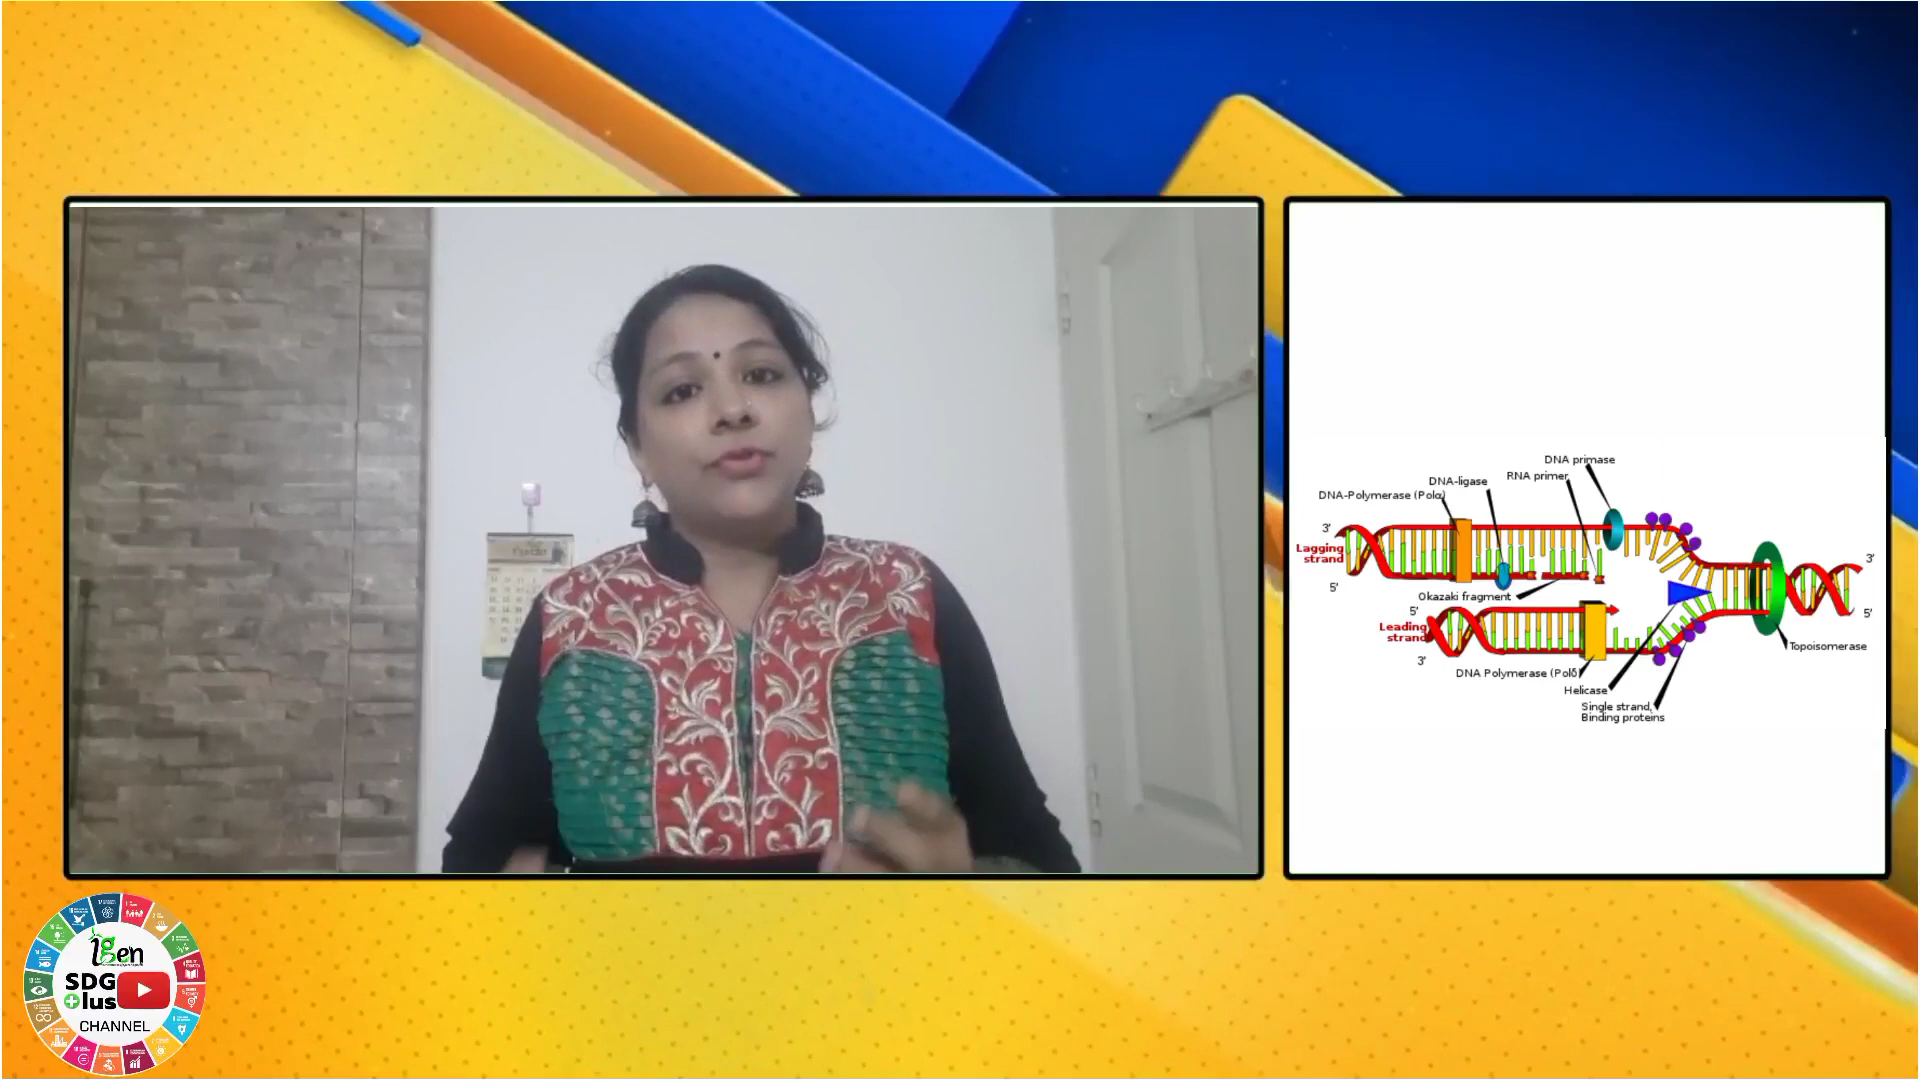 DNA primase
RNA primer
DNA-ligase
DNA-Polymerase (Polα)
3'
Lagging
strand
5'
3'
5'
Okazaki fragment
5'
Leading
strand
3'
Topoisomerase
DNA Polymerase (Polδ)
Helicase
Single strand,
Binding proteins
igen
SDG
+lus
CHANNEL